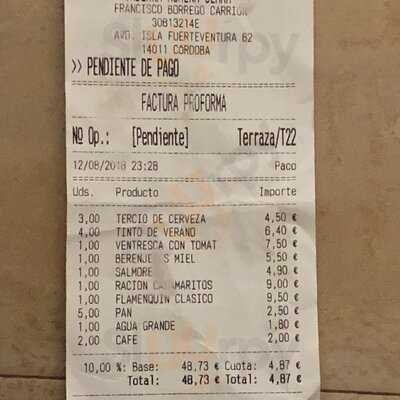 FRANCISCO BORREGO CARRION
30813214E
AVD. ISLA FUERTEVENTURA 82
14011 CORDOBA
>> PENDIENTE DE PAGO
FACTURA PROFORMA
Nº Op.: [Pendiente] Terraza/T22
12/08/2018 23:28 Paco
Uds. Producto Importe
3,00 TERCIO DE CERVEZA 4,50 €
4,00 TINTO DE VERANO 6,40 €
1,00 VENTRESCA CON TOMAT 7,50 €
1,00 BERENJE S MIEL 5,50 €
1,00 SALMORE 4,90 €
1,00 RACION CALAMARITOS 9,00 €
1,00 FLAMENQUIN CLASICO 9,50 €
5,00 PAN 2,50 €
1,00 AGUA GRANDE 1,80 €
2,00 CAFE 2,00 €
10,00 %: Base: 48,73 € Cuota: 4,87 €
Total: 48,73 € Total: 4,87 €